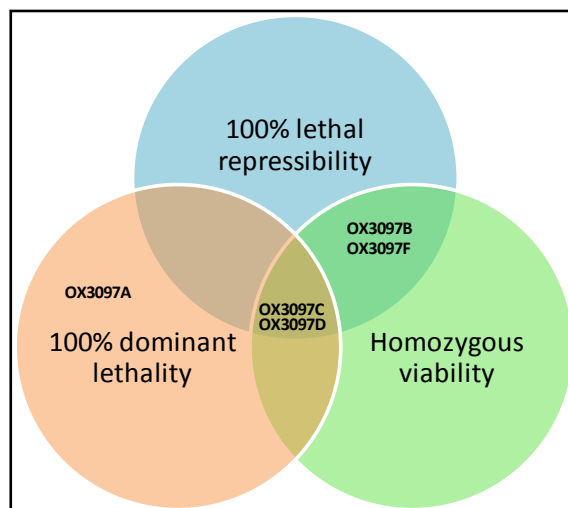 100% lethal
repressibility
OX3097B
OX3097F
OX3097A
OX3097C
OX3097D
100% dominant
lethality
Homozygous
viability